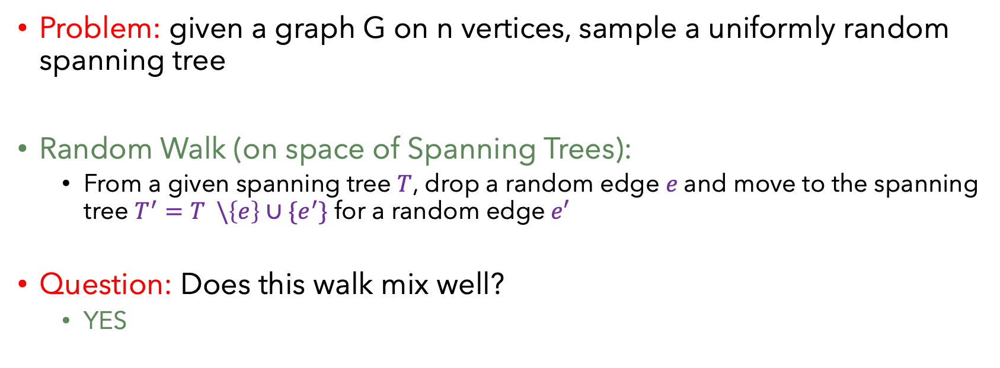 • Problem: given a graph G on n vertices, sample a uniformly random
spanning tree
• Random Walk (on space of Spanning Trees):
• From a given spanning tree T, drop a random edge e and move to the spanning
tree T′ = T \{e} ∪ {e′} for a random edge e′
• Question: Does this walk mix well?
• YES